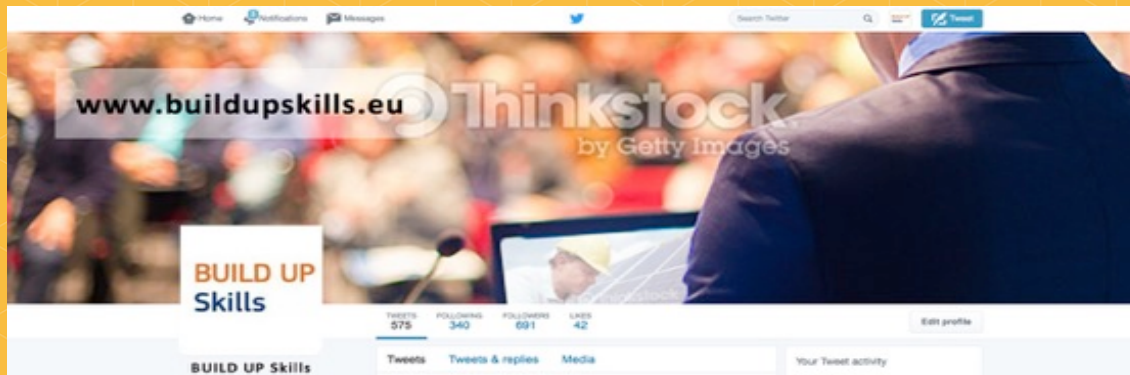 Home Notifications Messages Search Twitter Tweet
www.buildupskills.eu
Thinkstock
by Getty Images
BUILD UP
Skills
TWEETS FOLLOWING FOLLOWERS LIKES
575 340 691 42
Edit profile
BUILD UP Skills
Tweets Tweets & replies Media
Your Tweet activity